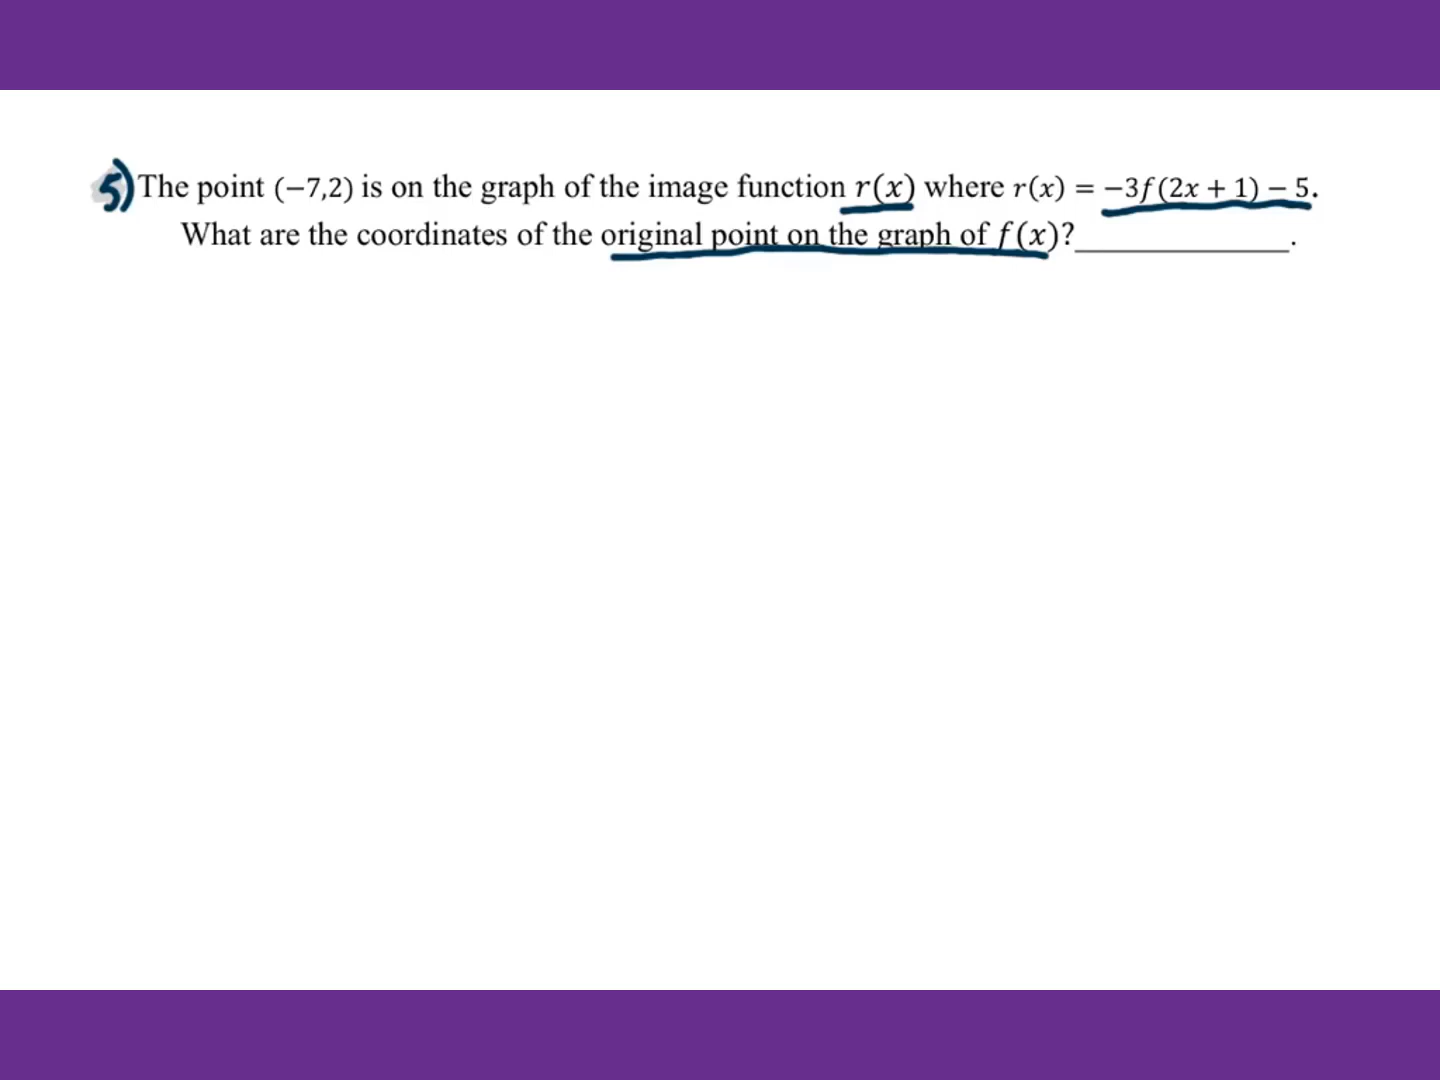 5) The point (−7,2) is on the graph of the image function r(x) where r(x) = −3f(2x + 1) − 5.
What are the coordinates of the original point on the graph of f(x)?______________.